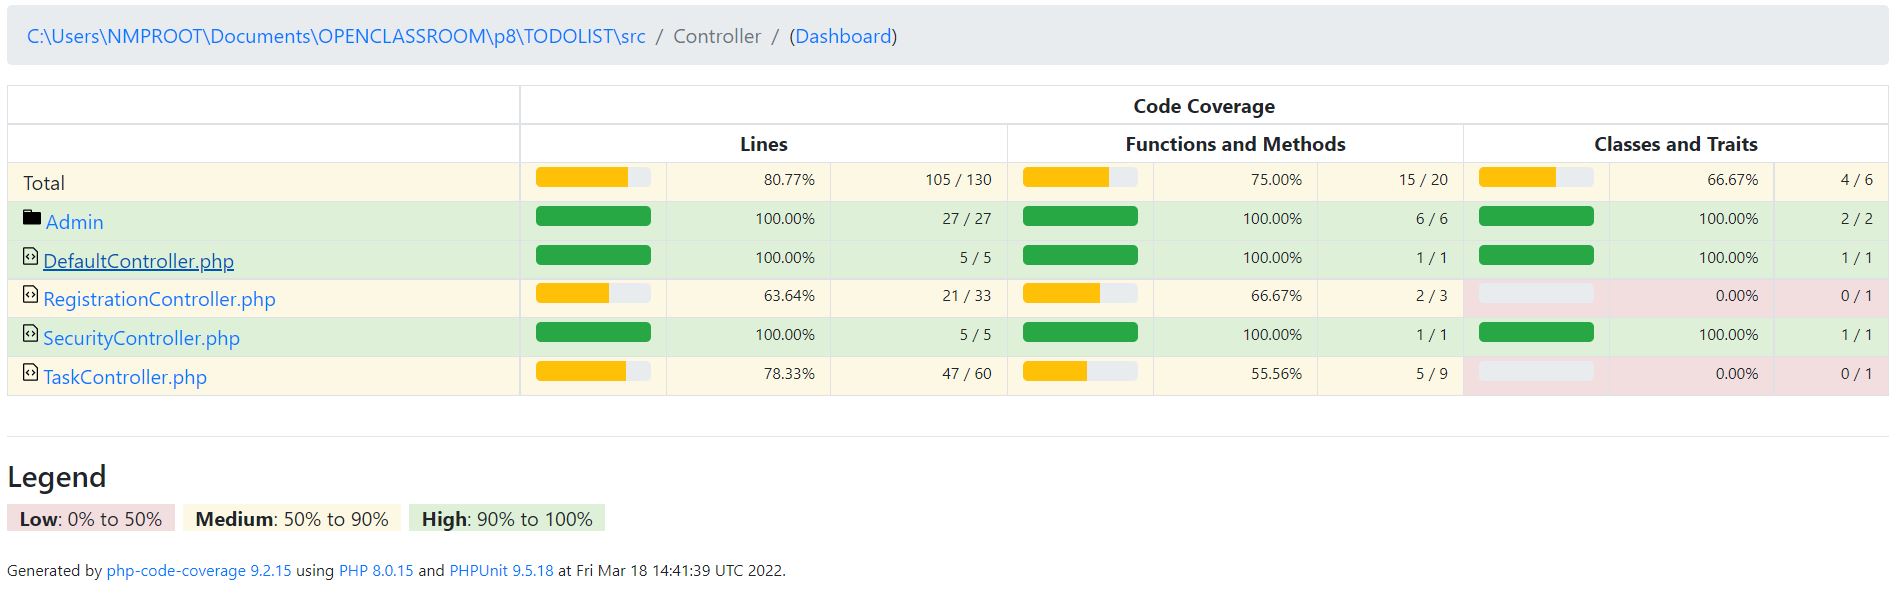 C:\Users\NMPROOT\Documents\OPENCLASSROOM\p8\TODOLIST\src / Controller / (Dashboard)
Code Coverage
Lines Functions and Methods Classes and Traits
Total 80.77% 105 / 130 75.00% 15 / 20 66.67% 4 / 6
Admin 100.00% 27 / 27 100.00% 6 / 6 100.00% 2 / 2
DefaultController.php 100.00% 5 / 5 100.00% 1 / 1 100.00% 1 / 1
RegistrationController.php 63.64% 21 / 33 66.67% 2 / 3 0.00% 0 / 1
SecurityController.php 100.00% 5 / 5 100.00% 1 / 1 100.00% 1 / 1
TaskController.php 78.33% 47 / 60 55.56% 5 / 9 0.00% 0 / 1
Legend
Low: 0% to 50% Medium: 50% to 90% High: 90% to 100%
Generated by php-code-coverage 9.2.15 using PHP 8.0.15 and PHPUnit 9.5.18 at Fri Mar 18 14:41:39 UTC 2022.